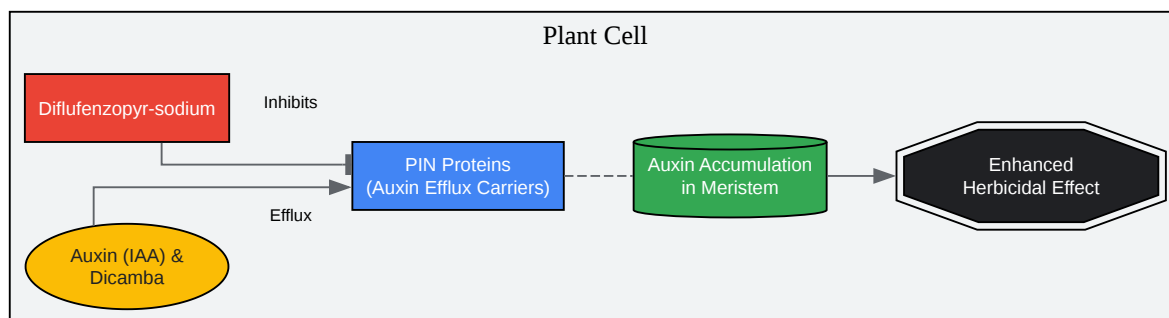 Plant Cell
Diflufenzopyr-sodium
Inhibits
PIN Proteins
(Auxin Efflux Carriers)
Auxin Accumulation
in Meristem
Enhanced
Herbicidal Effect
Efflux
Auxin (IAA) &
Dicamba